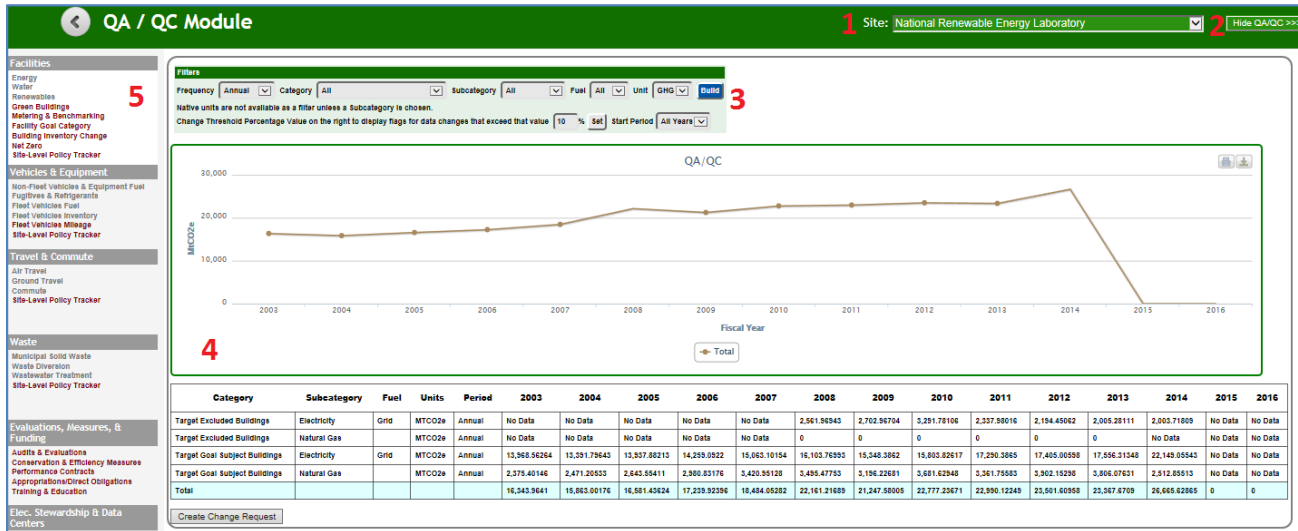 QA / QC Module
1 Site: National Renewable Energy Laboratory 2 Hide QA/QC >>
Facilities
Energy
Water
Renewables
Green Buildings
Metering & Benchmarking
Facility Goal Category
Building Inventory Change
Net Zero
Site-Level Policy Tracker
5
Vehicles & Equipment
Non-Fleet Vehicles & Equipment Fuel
Fugitives & Refrigerants
Fleet Vehicles Fuel
Fleet Vehicles Inventory
Fleet Vehicles Mileage
Site-Level Policy Tracker
Travel & Commute
Air Travel
Ground Travel
Commute
Site-Level Policy Tracker
Waste
Municipal Solid Waste
Waste Diversion
Wastewater Treatment
Site-Level Policy Tracker
Evaluations, Measures, &
Funding
Audits & Evaluations
Conservation & Efficiency Measures
Performance Contracts
Appropriations/Direct Obligations
Training & Education
Elec. Stewardship & Data
Centers
Filters
Frequency Annual Category All Subcategory All Fuel All Unit GHG Build
3
Native units are not available as a filter unless a Subcategory is chosen.
Change Threshold Percentage Value on the right to display flags for data changes that exceed that value 10 % Set Start Period All Years
QA/QC
30,000
20,000
10,000
0
MtCO2e
2003 2004 2005 2006 2007 2008 2009 2010 2011 2012 2013 2014 2015 2016
Fiscal Year
4
Total
Category Subcategory Fuel Units Period 2003 2004 2005 2006 2007 2008 2009 2010 2011 2012 2013 2014 2015 2016
Target Excluded Buildings Electricity Grid MTCO2e Annual No Data No Data No Data No Data No Data 2,561.96943 2,702.96704 3,291.78106 2,337.98016 2,194.45062 2,005.28111 2,003.71809 No Data No Data
Target Excluded Buildings Natural Gas MTCO2e Annual No Data No Data No Data No Data No Data 0 0 0 0 0 0 No Data No Data No Data
Target Goal Subject Buildings Electricity Grid MTCO2e Annual 13,968.56264 13,391.79643 13,937.88213 14,259.0922 15,063.10154 16,103.76993 15,348.3862 15,803.82617 17,290.3865 17,405.00598 17,556.31348 22,149.05543 No Data No Data
Target Goal Subject Buildings Natural Gas MTCO2e Annual 2,375.40146 2,471.20533 2,643.55411 2,980.83176 3,420.95128 3,495.47753 3,196.22681 3,681.62948 3,361.75583 3,902.15298 3,806.07631 2,512.85513 No Data No Data
Total 16,343.9641 15,863.00176 16,581.43624 17,239.92396 18,484.05282 22,161.21689 21,247.58005 22,777.23671 22,990.12249 23,501.60958 23,367.6709 26,665.62865 0 0
Create Change Request